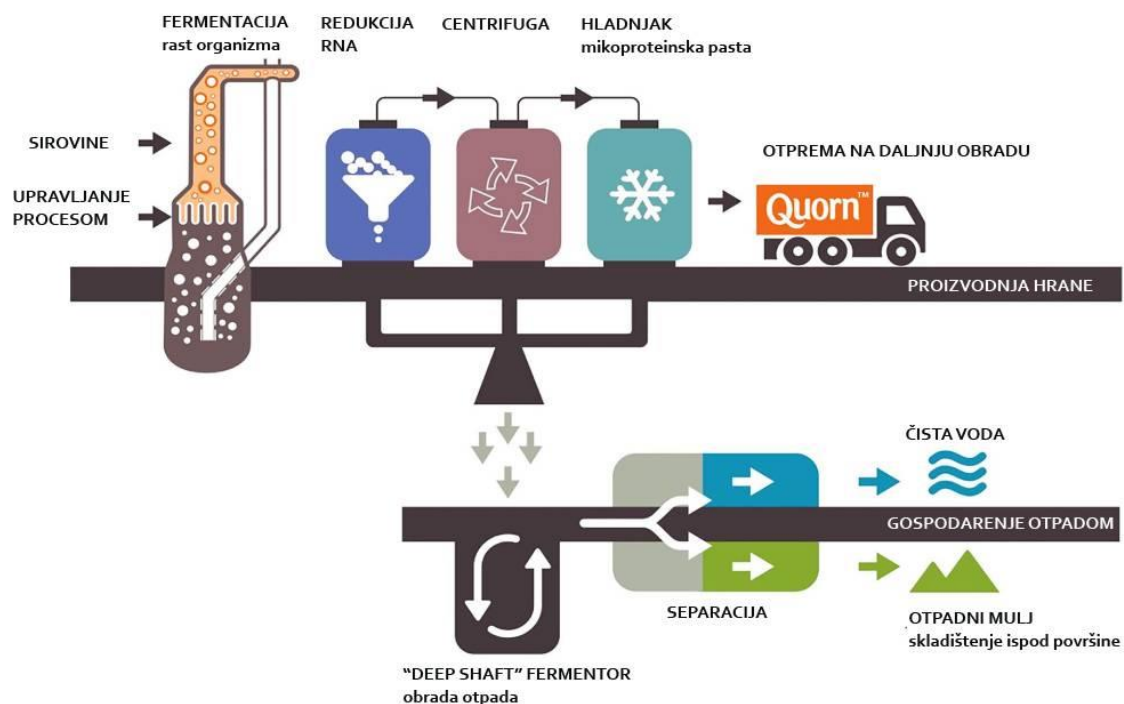 FERMENTACIJA
rast organizma
REDUKCIJA
RNA
CENTRIFUGA
HLADNJAK
mikoproteinska pasta
SIROVINE
UPRAVLJANJE
PROCESOM
OTPREMA NA DALJNJU OBRADU
Quorn™
PROIZVODNJA HRANE
ČISTA VODA
GOSPODARENJE OTPADOM
SEPARACIJA
OTPADNI MULJ
skladištenje ispod površine
“DEEP SHAFT” FERMENTOR
obrada otpada